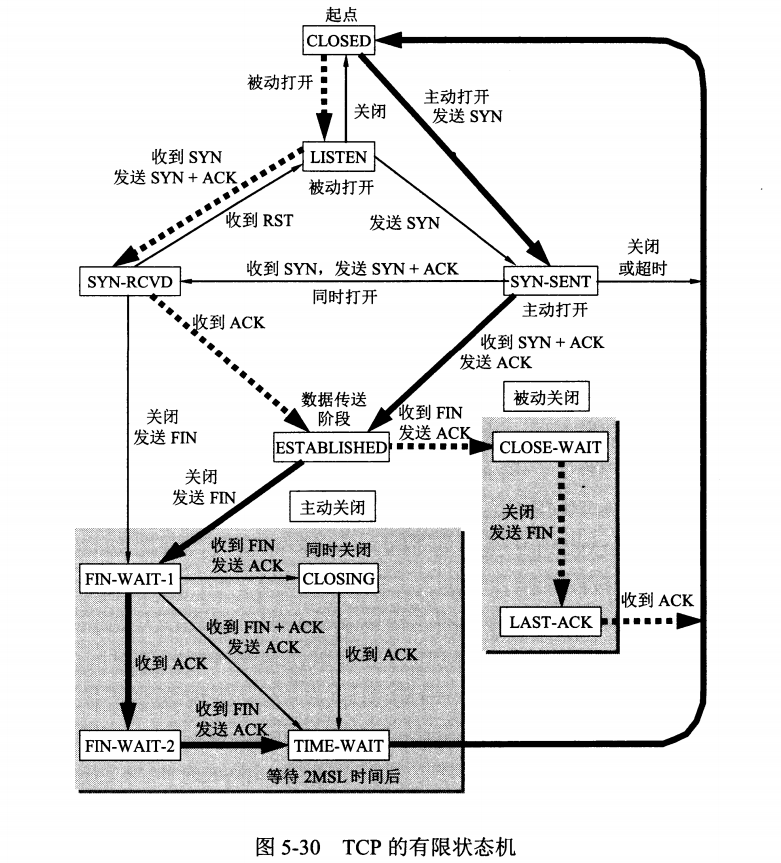 起点
CLOSED
被动打开
关闭
主动打开
发送 SYN
收到 SYN
发送 SYN + ACK
LISTEN
被动打开
收到 RST
发送 SYN
SYN-RCVD
收到 SYN，发送 SYN + ACK
同时打开
SYN-SENT
主动打开
关闭
或超时
收到 ACK
收到 SYN + ACK
发送 ACK
关闭
发送 FIN
数据传送
阶段
ESTABLISHED
收到 FIN
发送 ACK
被动关闭
CLOSE-WAIT
关闭
发送 FIN
主动关闭
关闭
发送 FIN
LAST-ACK
收到 ACK
FIN-WAIT-1
收到 FIN
发送 ACK
同时关闭
CLOSING
收到 ACK
收到 FIN + ACK
发送 ACK
收到 ACK
FIN-WAIT-2
收到 FIN
发送 ACK
TIME-WAIT
等待 2MSL 时间后
图 5-30 TCP 的有限状态机